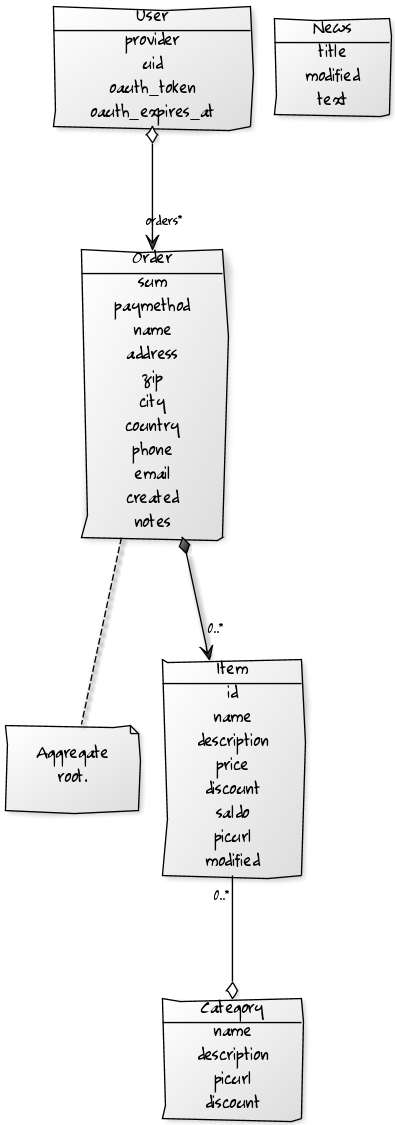 User
provider
uid
oauth_token
oauth_expires_at
News
title
modified
text
orders*
Order
sum
paymethod
name
address
zip
city
country
phone
email
created
notes
0..*
Item
id
name
description
price
discount
saldo
picurl
modified
Aggregate
root.
0..*
Category
name
description
picurl
discount